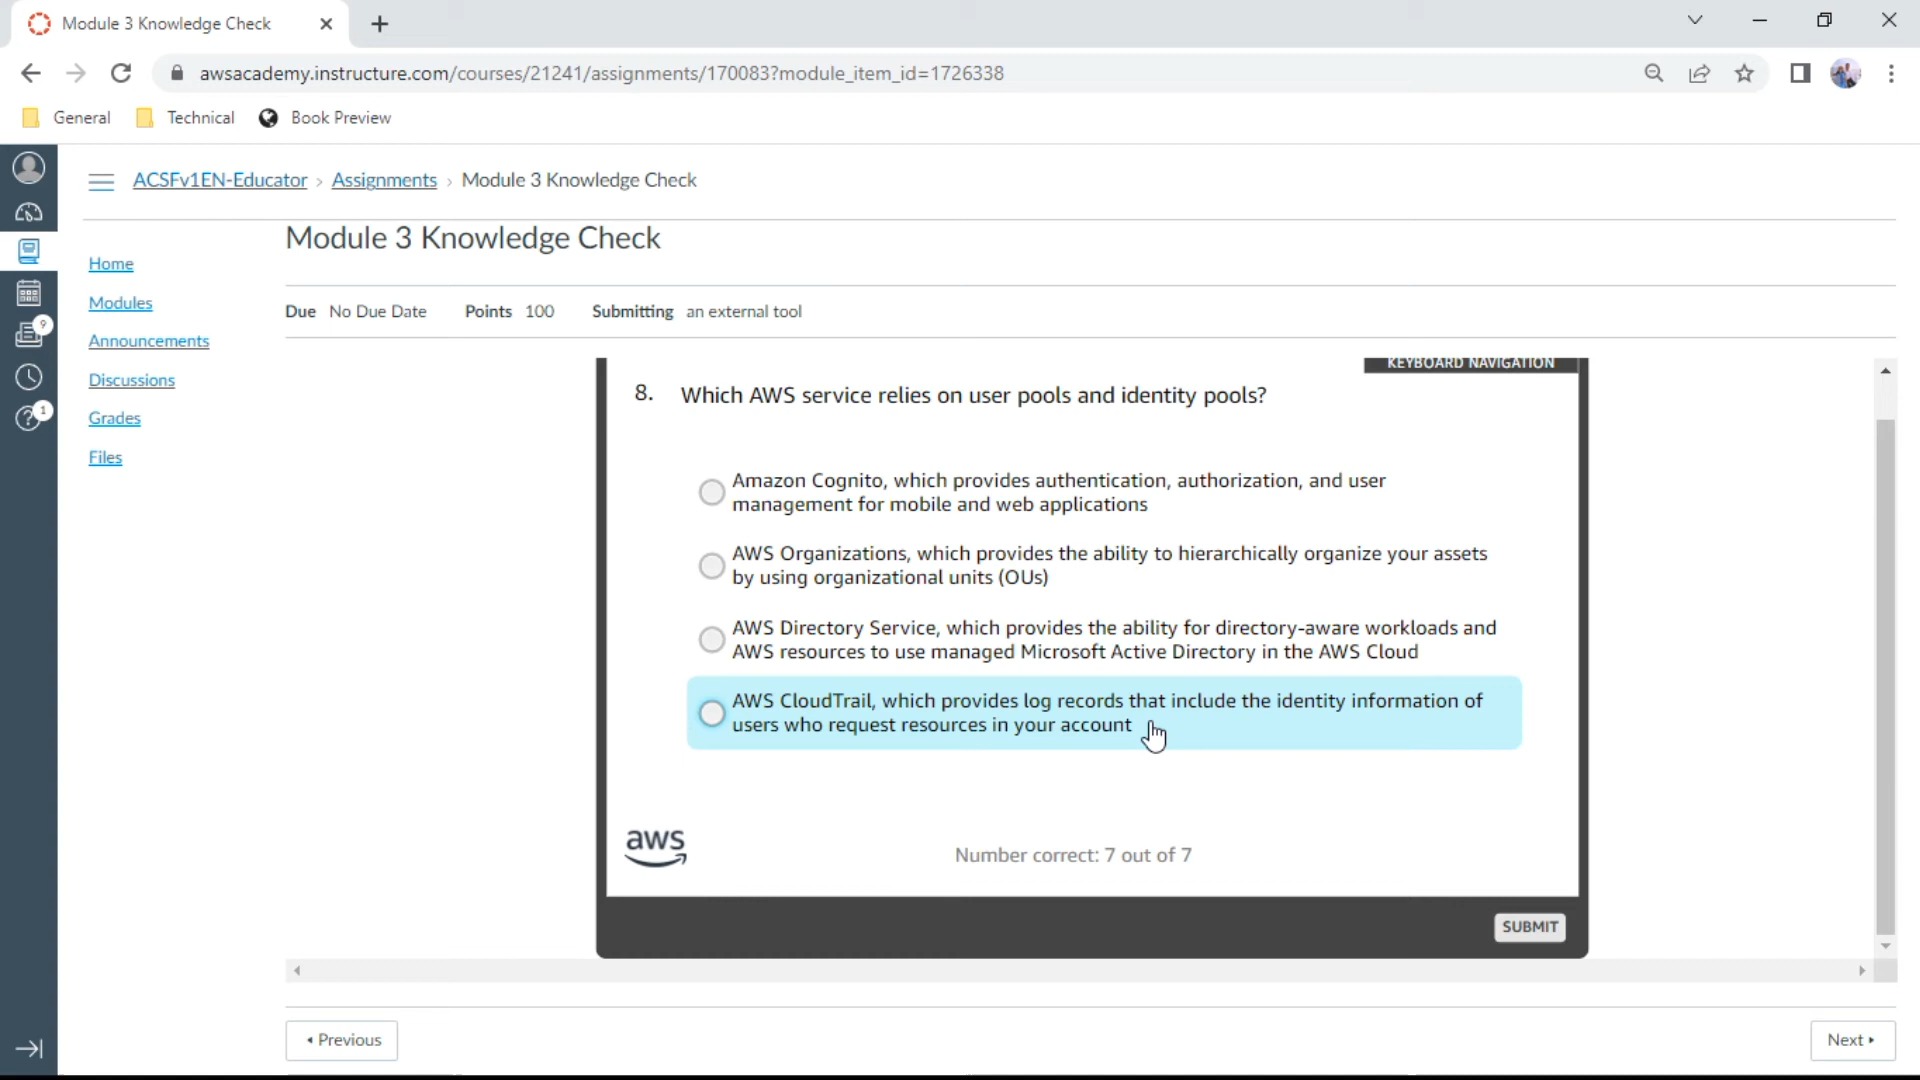 Module 3 Knowledge Check
awsacademy.instructure.com/courses/21241/assignments/170083?module_item_id=1726338
General
Technical
Book Preview
ACSFv1EN-Educator › Assignments › Module 3 Knowledge Check
Module 3 Knowledge Check
Home
Modules
Announcements
Discussions
Grades
Files
9
1
Due No Due Date Points 100 Submitting an external tool
KEYBOARD NAVIGATION
8. Which AWS service relies on user pools and identity pools?
Amazon Cognito, which provides authentication, authorization, and user
management for mobile and web applications
AWS Organizations, which provides the ability to hierarchically organize your assets
by using organizational units (OUs)
AWS Directory Service, which provides the ability for directory-aware workloads and
AWS resources to use managed Microsoft Active Directory in the AWS Cloud
AWS CloudTrail, which provides log records that include the identity information of
users who request resources in your account
aws
Number correct: 7 out of 7
SUBMIT
Previous
Next